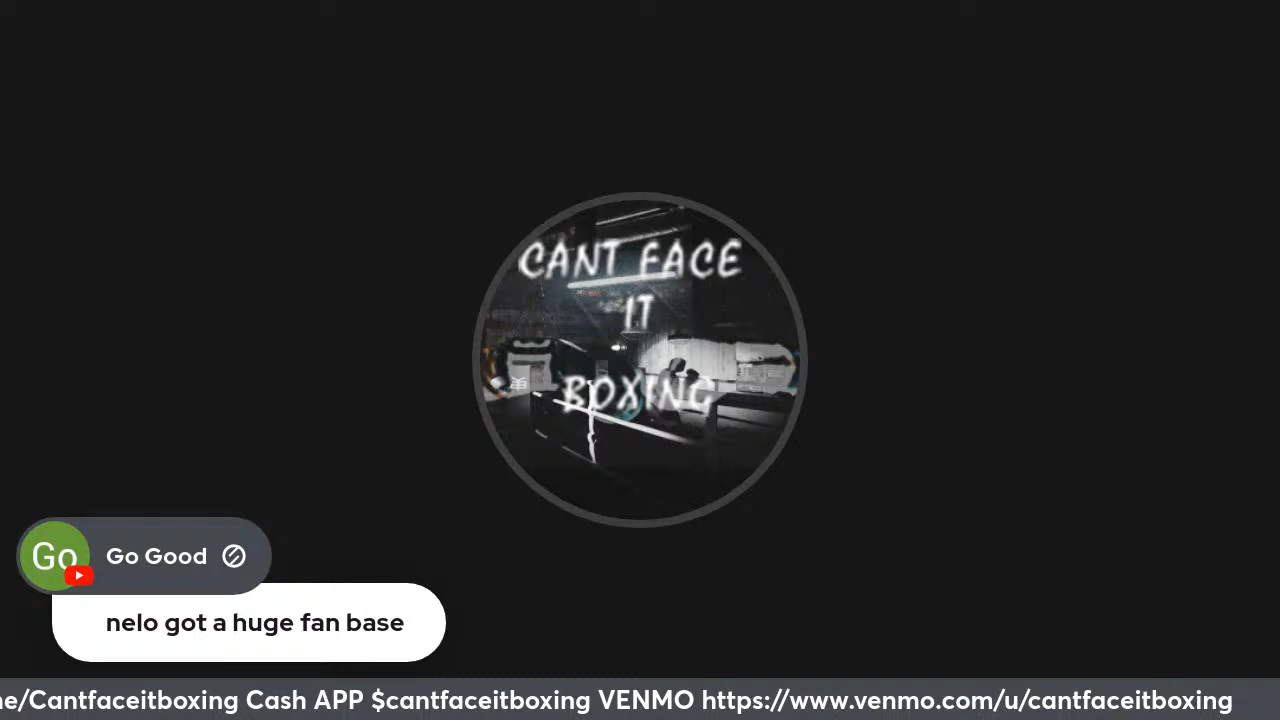 CANT FACE
IT
BOXING
Go
Go Good
nelo got a huge fan base
e/Cantfaceitboxing Cash APP $cantfaceitboxing VENMO https://www.venmo.com/u/cantfaceitboxing